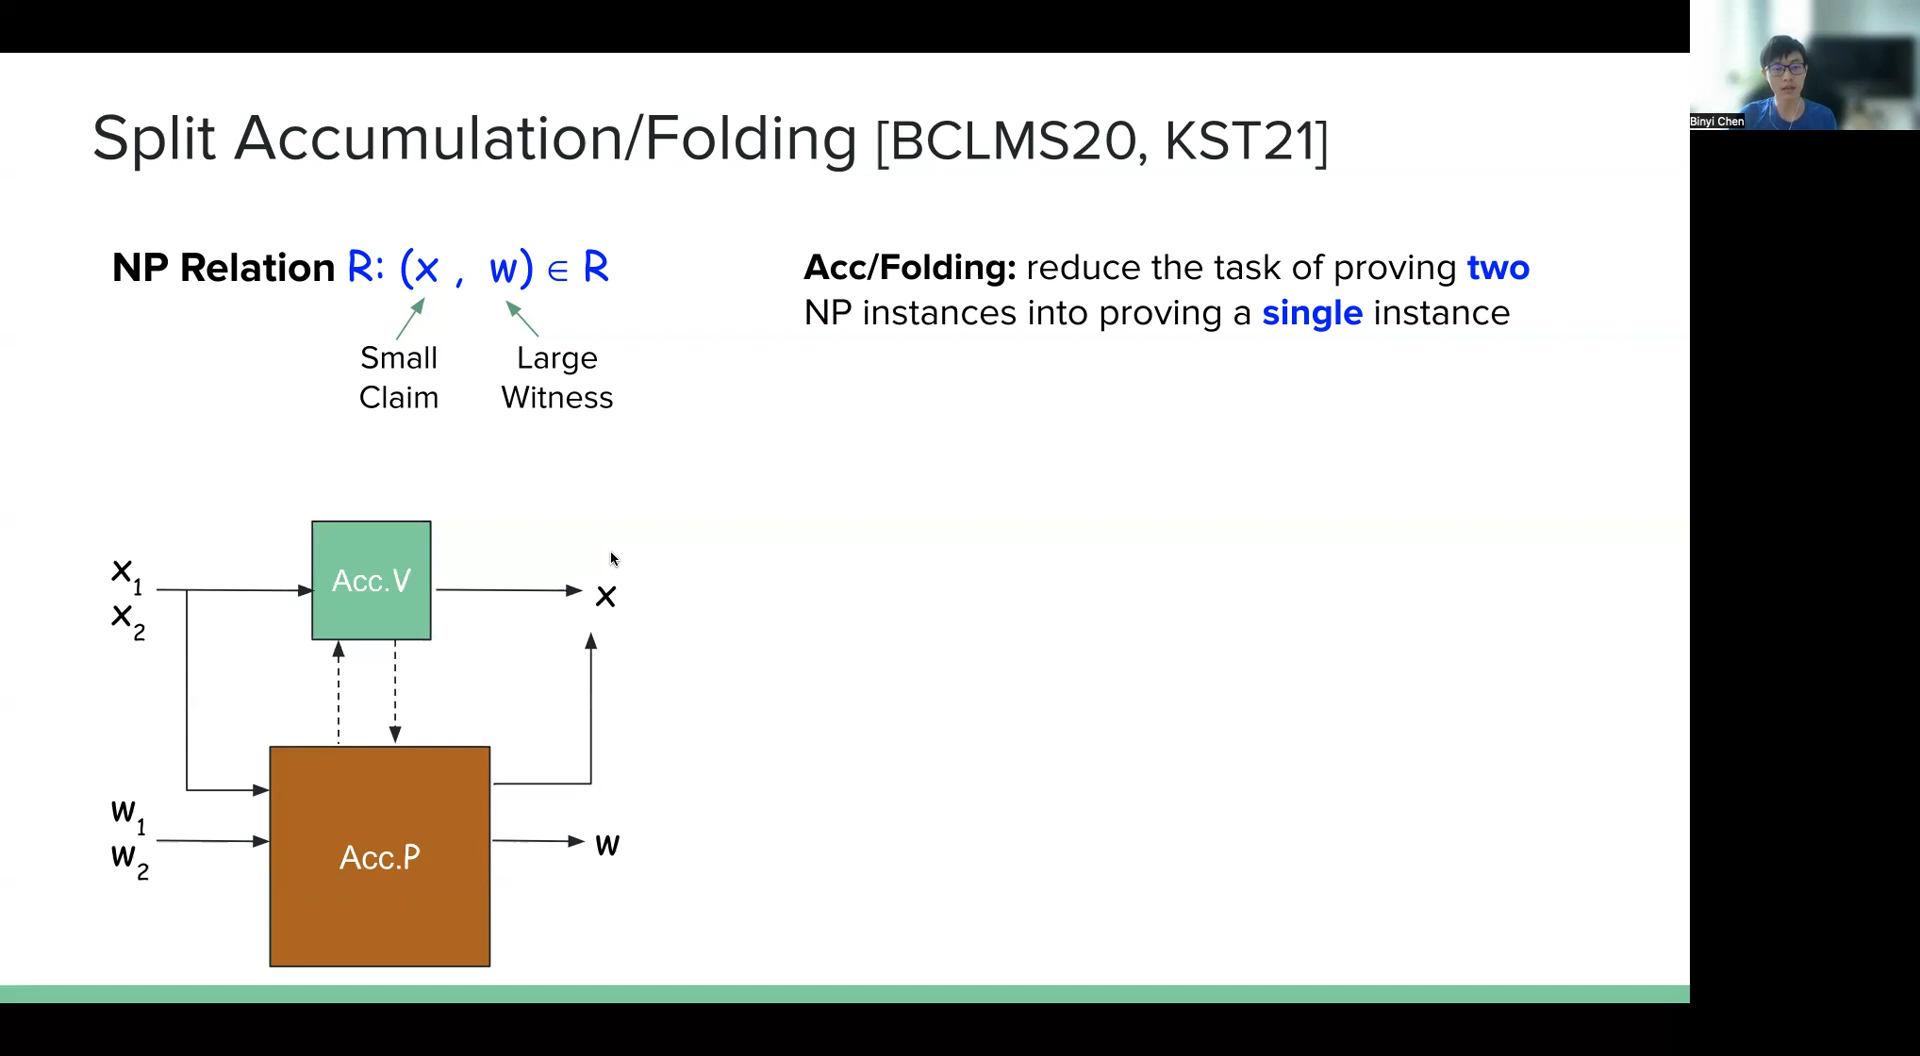 Split Accumulation/Folding [BCLMS20, KST21]
Binyi Chen
NP Relation R: (x , w) ∈ R
Small Claim
Large Witness
Acc/Folding: reduce the task of proving two
NP instances into proving a single instance
x₁
x₂
Acc.V
x
w₁
w₂
Acc.P
w